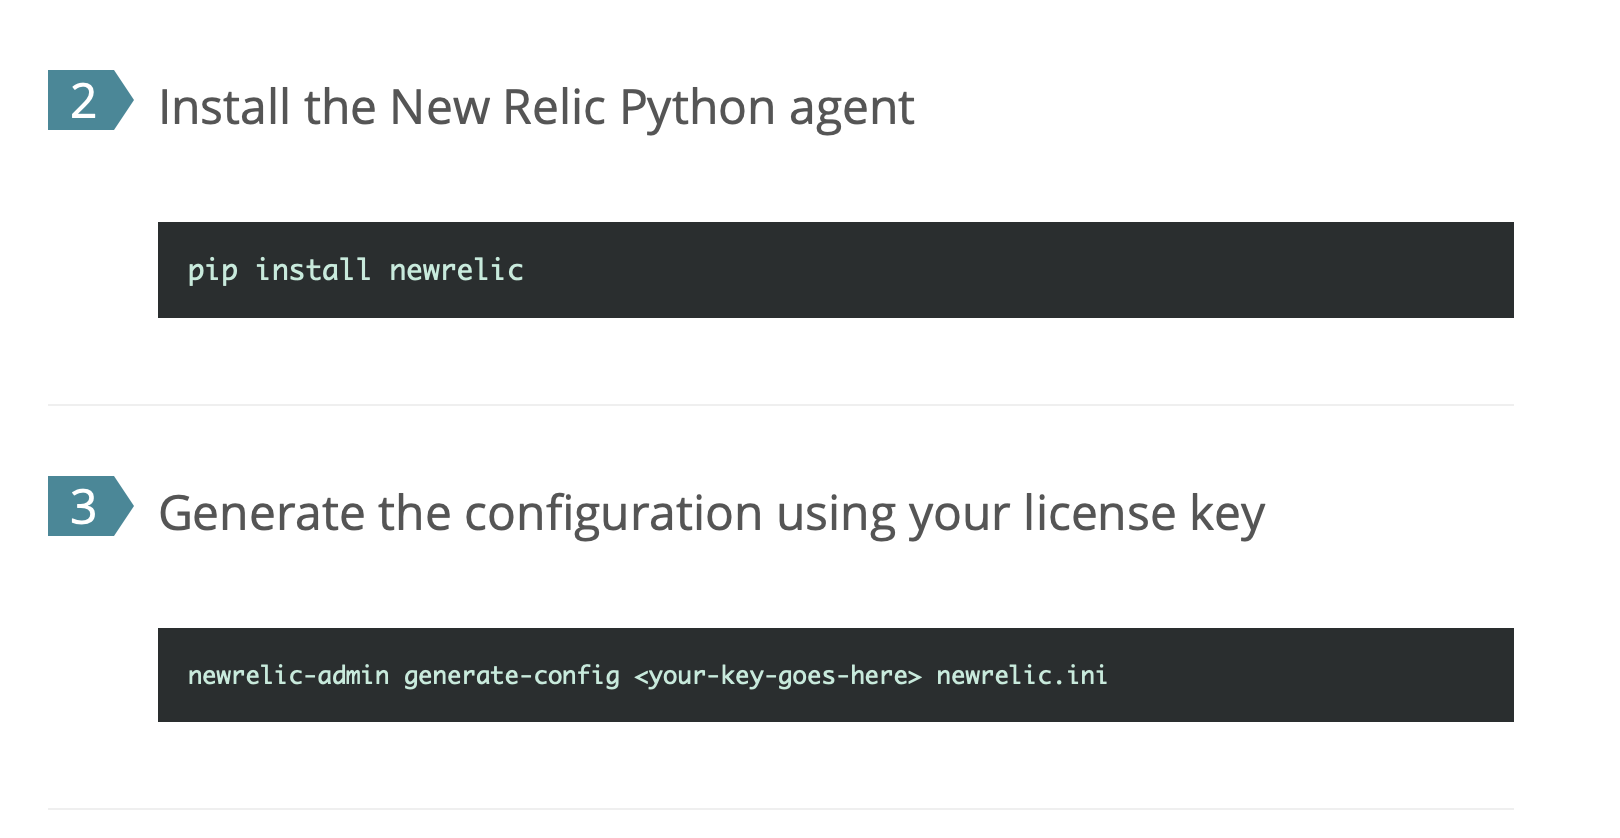 2
Install the New Relic Python agent
pip install newrelic
3
Generate the configuration using your license key
newrelic-admin generate-config <your-key-goes-here> newrelic.ini